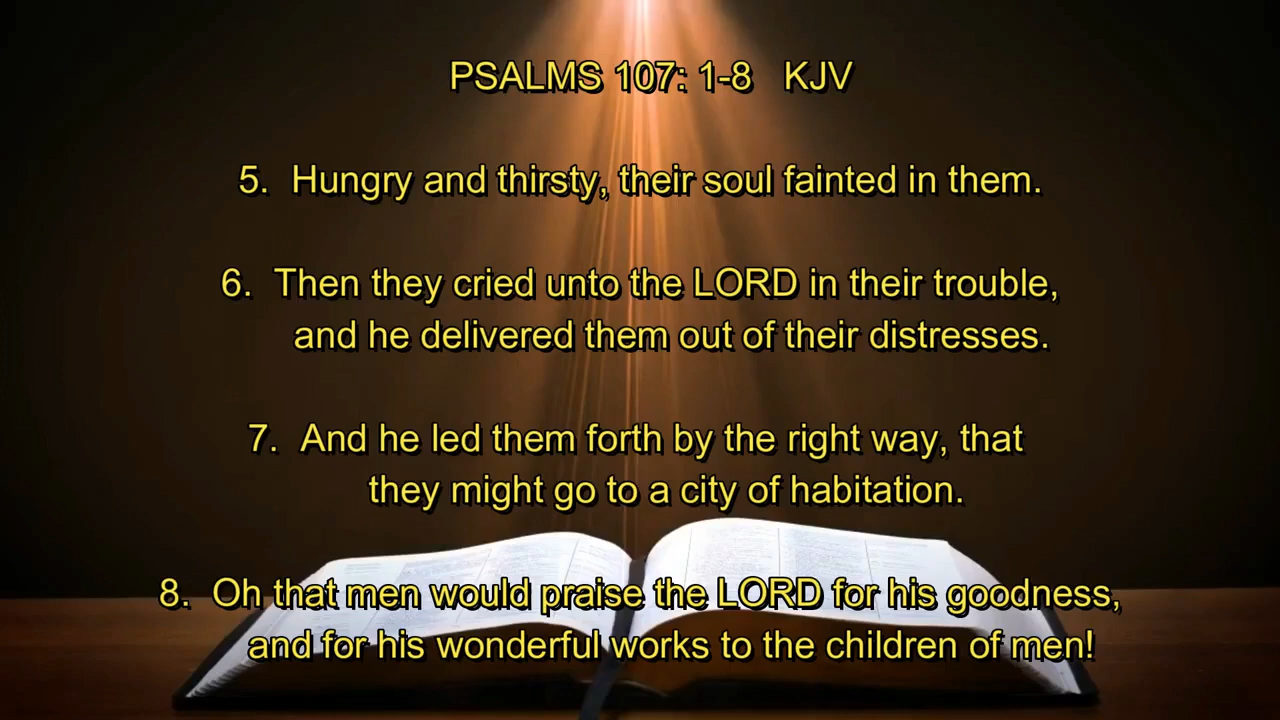 PSALMS 107: 1-8 KJV
5. Hungry and thirsty, their soul fainted in them.
6. Then they cried unto the LORD in their trouble,
and he delivered them out of their distresses.
7. And he led them forth by the right way, that
they might go to a city of habitation.
8. Oh that men would praise the LORD for his goodness,
and for his wonderful works to the children of men!